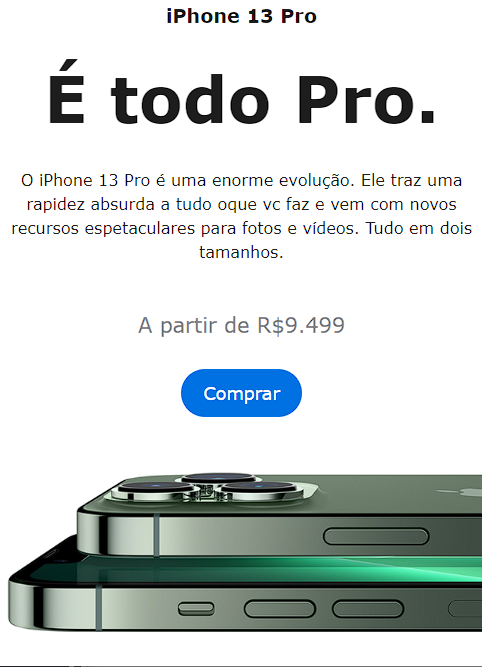 iPhone 13 Pro
É todo Pro.
O iPhone 13 Pro é uma enorme evolução. Ele traz uma
rapidez absurda a tudo oque vc faz e vem com novos
recursos espetaculares para fotos e vídeos. Tudo em dois
tamanhos.
A partir de R$9.499
Comprar